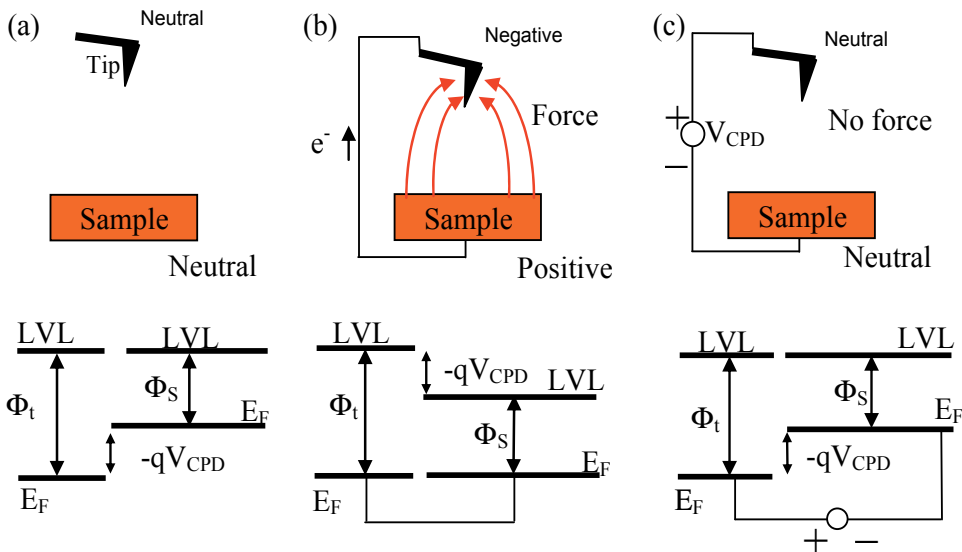 (a)
Neutral
Tip
Sample
Neutral
LVL
LVL
Φt
ΦS
EF
-qVCPD
EF
(b)
Negative
Force
e-
Sample
Positive
LVL
-qVCPD
LVL
Φt
ΦS
EF
EF
(c)
Neutral
+
VCPD
No force
−
Sample
Neutral
LVL
LVL
Φt
ΦS
EF
-qVCPD
EF
+ −